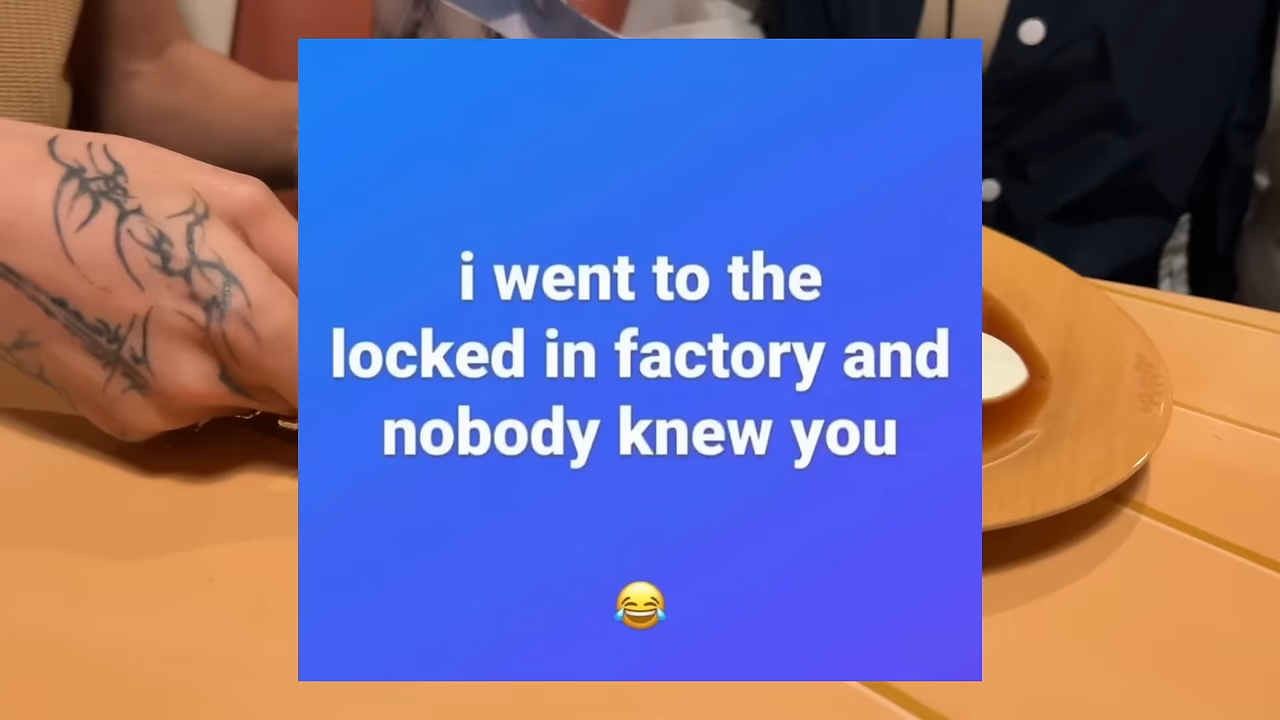 i went to the
locked in factory and
nobody knew you
😂